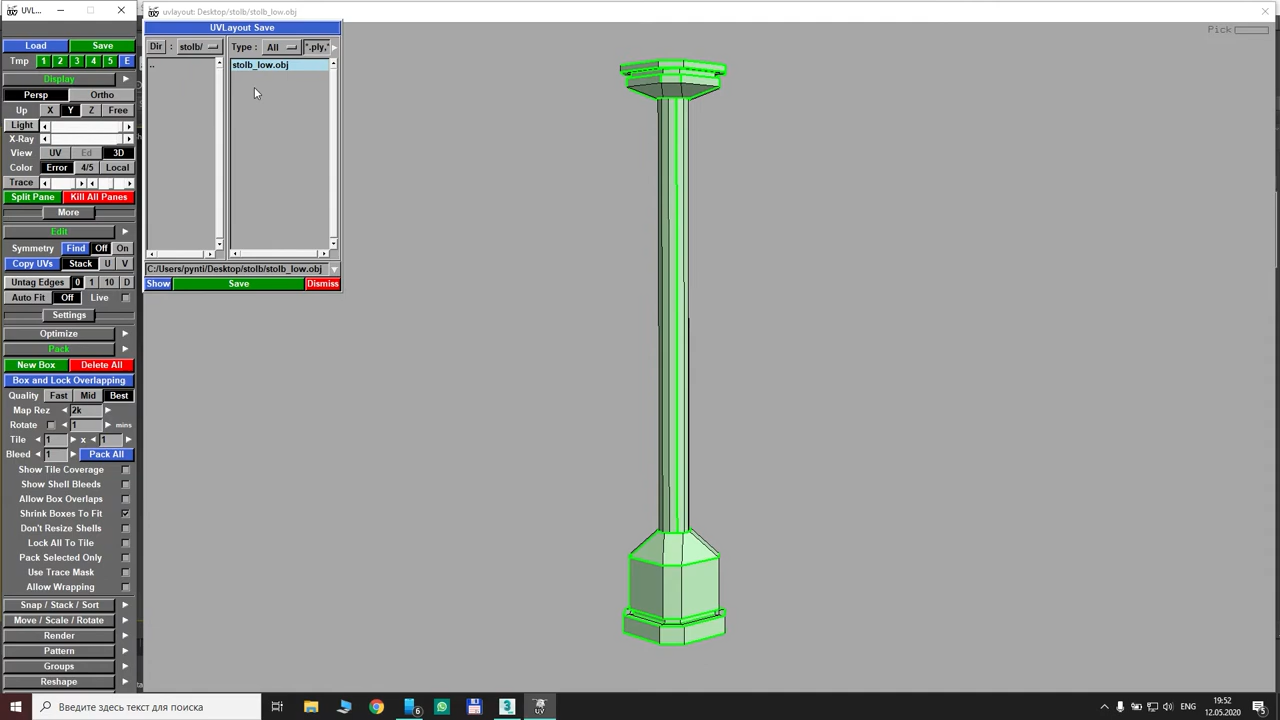 UVL...
uvlayout: Desktop/stolb/stolb_low.obj
UVLayout Save
Load Save
Tmp 1 2 3 4 5 E
Display
Persp Ortho
Up X Y Z Free
Light
X-Ray
View UV Ed 3D
Color Error 4/5 Local
Trace
Split Pane Kill All Panes
More
Edit
Symmetry Find Off On
Copy UVs Stack U V
Untag Edges 0 1 10 D
Auto Fit Off Live
Settings
Optimize
Pack
New Box Delete All
Box and Lock Overlapping
Quality Fast Mid Best
Map Rez 2k
Rotate 1 mins
Tile 1 x 1
Bleed 1 Pack All
Show Tile Coverage
Show Shell Bleeds
Allow Box Overlaps
Shrink Boxes To Fit
Don't Resize Shells
Lock All To Tile
Pack Selected Only
Use Trace Mask
Allow Wrapping
Snap / Stack / Sort
Move / Scale / Rotate
Render
Pattern
Groups
Reshape
Dir : stolb/ Type : All *.ply,*
..
stolb_low.obj
C:/Users/pynti/Desktop/stolb/stolb_low.obj
Show Save Dismiss
Pick
Введите здесь текст для поиска
6
3
UV
ENG
19:52
12.05.2020
5